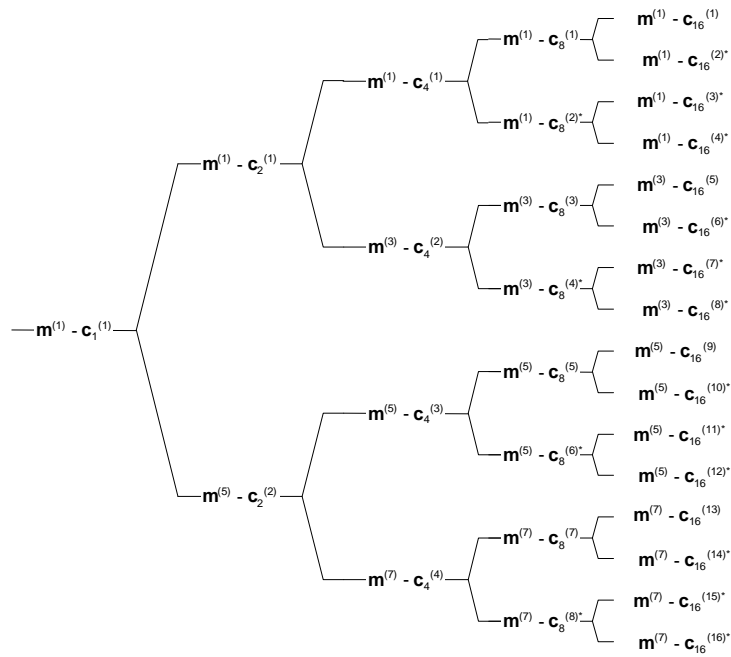 m⁽¹⁾ - c₁₆⁽¹⁾
m⁽¹⁾ - c₈⁽¹⁾
m⁽¹⁾ - c₁₆⁽²⁾*
m⁽¹⁾ - c₄⁽¹⁾
m⁽¹⁾ - c₁₆⁽³⁾*
m⁽¹⁾ - c₈⁽²⁾*
m⁽¹⁾ - c₁₆⁽⁴⁾*
m⁽¹⁾ - c₂⁽¹⁾
m⁽³⁾ - c₁₆⁽⁵⁾
m⁽³⁾ - c₈⁽³⁾
m⁽³⁾ - c₁₆⁽⁶⁾*
m⁽³⁾ - c₄⁽²⁾
m⁽³⁾ - c₁₆⁽⁷⁾*
m⁽³⁾ - c₈⁽⁴⁾*
m⁽³⁾ - c₁₆⁽⁸⁾*
m⁽¹⁾ - c₁⁽¹⁾
m⁽⁵⁾ - c₁₆⁽⁹⁾
m⁽⁵⁾ - c₈⁽⁵⁾
m⁽⁵⁾ - c₁₆⁽¹⁰⁾*
m⁽⁵⁾ - c₄⁽³⁾
m⁽⁵⁾ - c₁₆⁽¹¹⁾*
m⁽⁵⁾ - c₈⁽⁶⁾*
m⁽⁵⁾ - c₁₆⁽¹²⁾*
m⁽⁵⁾ - c₂⁽²⁾
m⁽⁷⁾ - c₁₆⁽¹³⁾
m⁽⁷⁾ - c₈⁽⁷⁾
m⁽⁷⁾ - c₁₆⁽¹⁴⁾*
m⁽⁷⁾ - c₄⁽⁴⁾
m⁽⁷⁾ - c₁₆⁽¹⁵⁾*
m⁽⁷⁾ - c₈⁽⁸⁾*
m⁽⁷⁾ - c₁₆⁽¹⁶⁾*